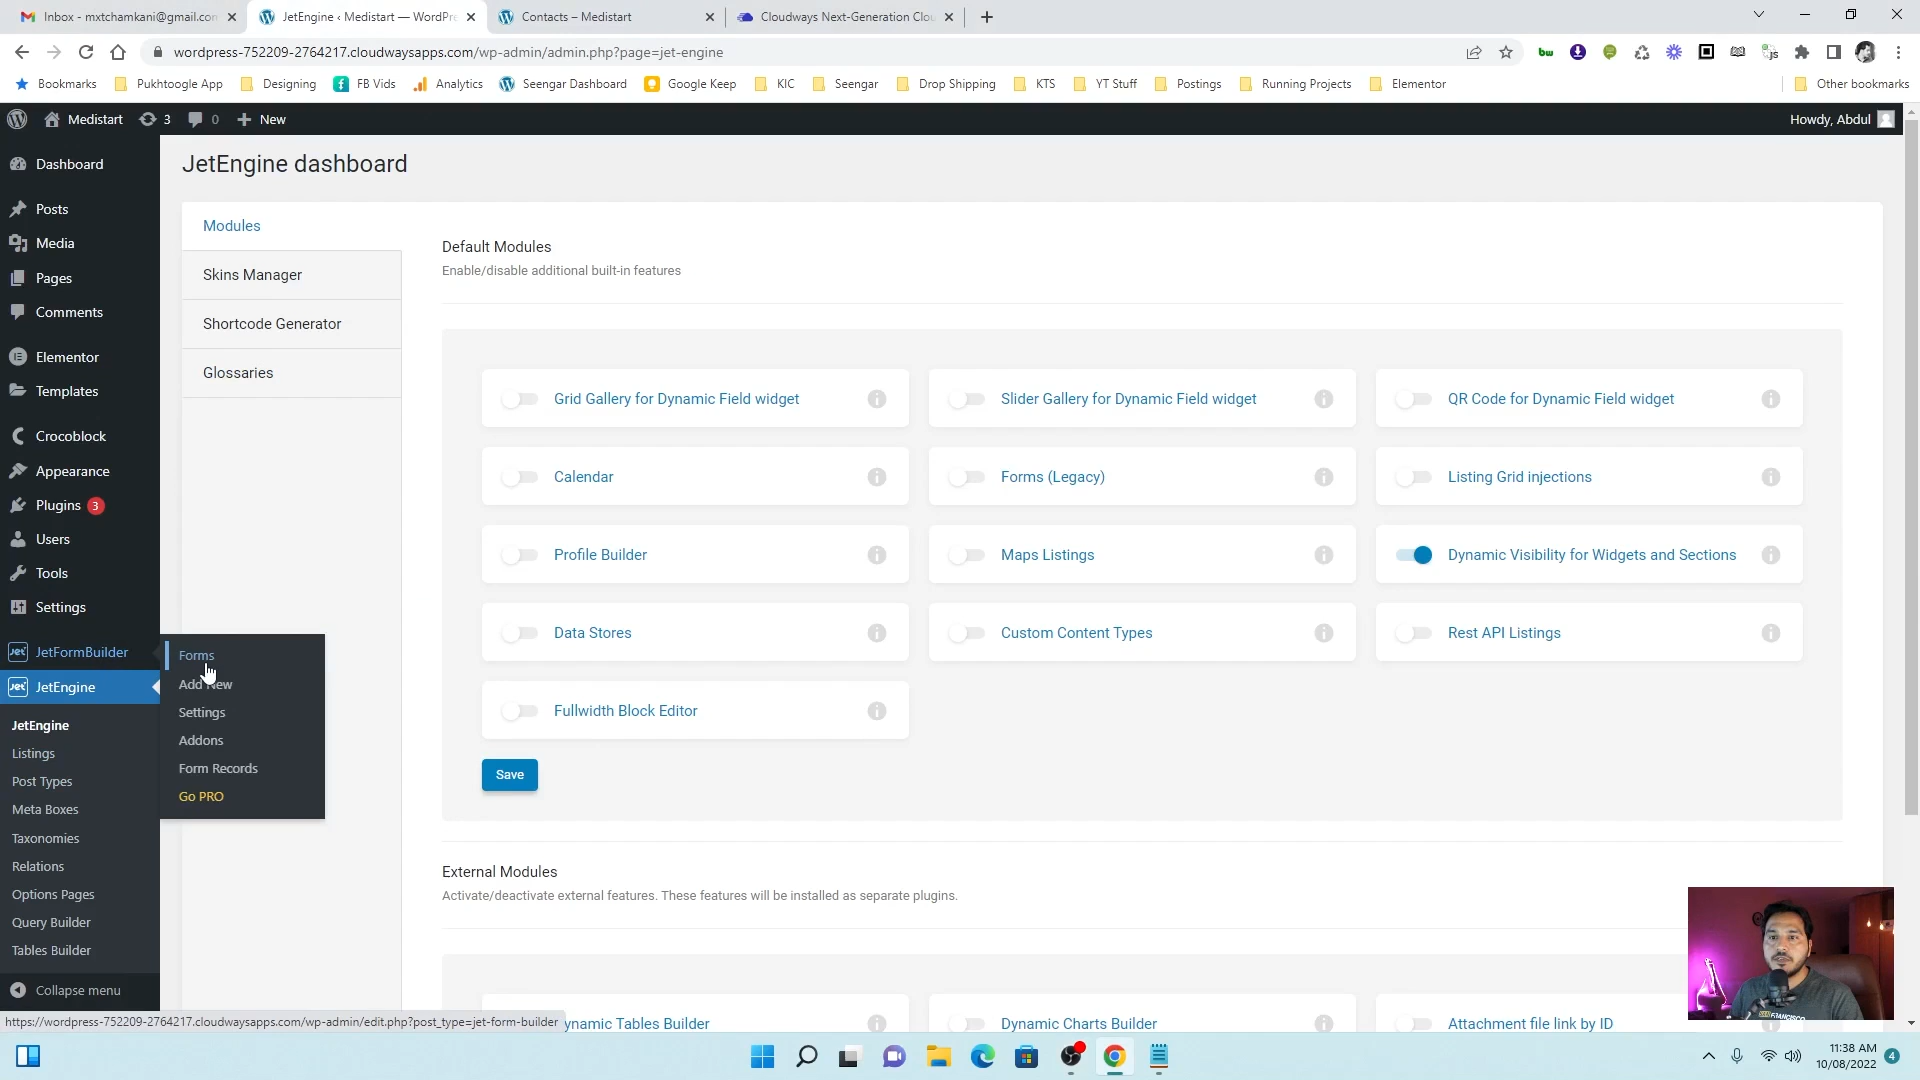 Inbox - mxtchamkani@gmail.com
JetEngine ‹ Medistart — WordPre
Contacts – Medistart
Cloudways Next-Generation Clo
wordpress-752209-2764217.cloudwaysapps.com/wp-admin/admin.php?page=jet-engine
Bookmarks
Pukhtoogle App
Designing
FB Vids
Analytics
Seengar Dashboard
Google Keep
KIC
Seengar
Drop Shipping
KTS
YT Stuff
Postings
Running Projects
Elementor
Other bookmarks
Medistart
3
0
New
Howdy, Abdul
Dashboard
Posts
Media
Pages
Comments
Elementor
Templates
Crocoblock
Appearance
Plugins 3
Users
Tools
Settings
JetFormBuilder
JetEngine
JetEngine
Listings
Post Types
Meta Boxes
Taxonomies
Relations
Options Pages
Query Builder
Tables Builder
Collapse menu
Forms
Add New
Settings
Addons
Form Records
Go PRO
JetEngine dashboard
Modules
Skins Manager
Shortcode Generator
Glossaries
Default Modules
Enable/disable additional built-in features
Grid Gallery for Dynamic Field widget
Slider Gallery for Dynamic Field widget
QR Code for Dynamic Field widget
Calendar
Forms (Legacy)
Listing Grid injections
Profile Builder
Maps Listings
Dynamic Visibility for Widgets and Sections
Data Stores
Custom Content Types
Rest API Listings
Fullwidth Block Editor
Save
External Modules
Activate/deactivate external features. These features will be installed as separate plugins.
ynamic Tables Builder
Dynamic Charts Builder
Attachment file link by ID
https://wordpress-752209-2764217.cloudwaysapps.com/wp-admin/edit.php?post_type=jet-form-builder
11:38 AM
10/08/2022
4